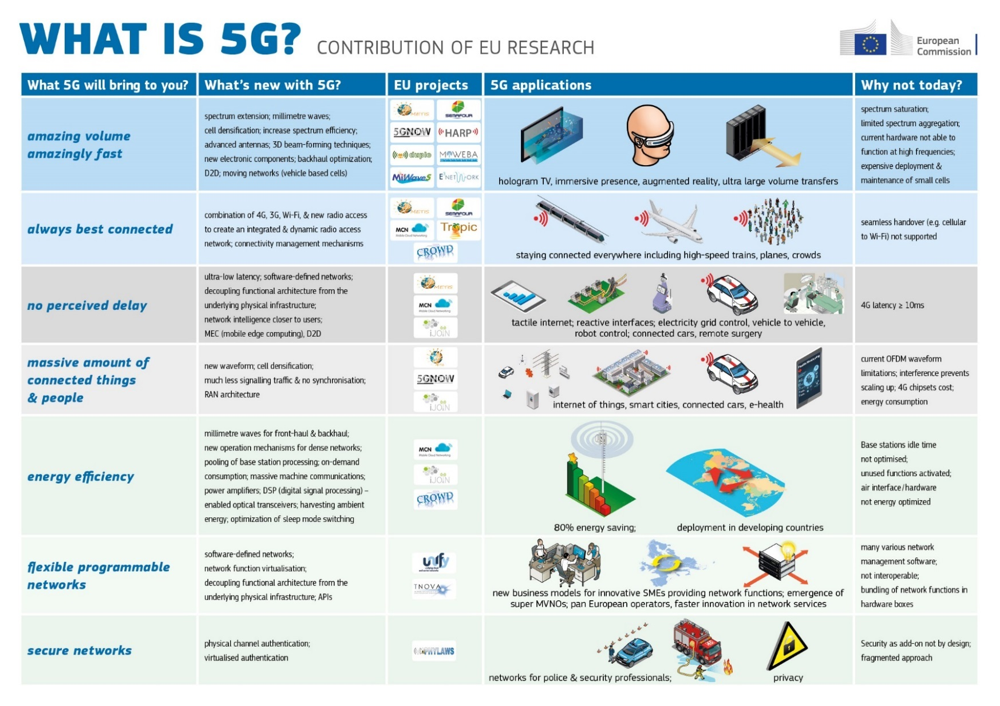 WHAT IS 5G? CONTRIBUTION OF EU RESEARCH
European
Commission
What 5G will bring to you?
What's new with 5G?
EU projects
5G applications
Why not today?
amazing volume
amazingly fast
spectrum extension; millimetre waves;
cell densification; increase spectrum efficiency;
advanced antennas; 3D beam-forming techniques;
new electronic components; backhaul optimization;
D2D; moving networks (vehicle based cells)
METIS
SEMAFOUR
5GNOW
HARP
duplo
MiWEBA
MiWaveS
E³NETWORK
hologram TV, immersive presence, augmented reality, ultra large volume transfers
spectrum saturation;
limited spectrum aggregation;
current hardware not able to
function at high frequencies;
expensive deployment &
maintenance of small cells
always best connected
combination of 4G, 3G, Wi-Fi, & new radio access
to create an integrated & dynamic radio access
network; connectivity management mechanisms
METIS
SEMAFOUR
MCN
Mobile Cloud Networking
Tropic
CROWD
staying connected everywhere including high-speed trains, planes, crowds
seamless handover (e.g. cellular
to Wi-Fi) not supported
no perceived delay
ultra-low latency; software-defined networks;
decoupling functional architecture from the
underlying physical infrastructure;
network intelligence closer to users;
MEC (mobile edge computing), D2D
METIS
MCN
Mobile Cloud Networking
iJOIN
tactile internet; reactive interfaces; electricity grid control, vehicle to vehicle,
robot control; connected cars, remote surgery
4G latency ≥ 10ms
massive amount of
connected things
& people
new waveform; cell densification;
much less signalling traffic & no synchronisation;
RAN architecture
5GNOW
iJOIN
internet of things, smart cities, connected cars, e-health
current OFDM waveform
limitations; interference prevents
scaling up; 4G chipsets cost;
energy consumption
energy efficiency
millimetre waves for front-haul & backhaul;
new operation mechanisms for dense networks;
pooling of base station processing; on-demand
consumption; massive machine communications;
power amplifiers; DSP (digital signal processing) –
enabled optical transceivers; harvesting ambient
energy; optimization of sleep mode switching
MCN
Mobile Cloud Networking
iJOIN
CROWD
80% energy saving;
deployment in developing countries
Base stations idle time
not optimised;
unused functions activated;
air interface/hardware
not energy optimized
flexible programmable
networks
software-defined networks;
network function virtualisation;
decoupling functional architecture from the
underlying physical infrastructure; APIs
unify
TNOVA
new business models for innovative SMEs providing network functions; emergence of
super MVNOs; pan European operators, faster innovation in network services
many various network
management software;
not interoperable;
bundling of network functions in
hardware boxes
secure networks
physical channel authentication;
virtualised authentication
PHYLAWS
networks for police & security professionals;
privacy
Security as add-on not by design;
fragmented approach